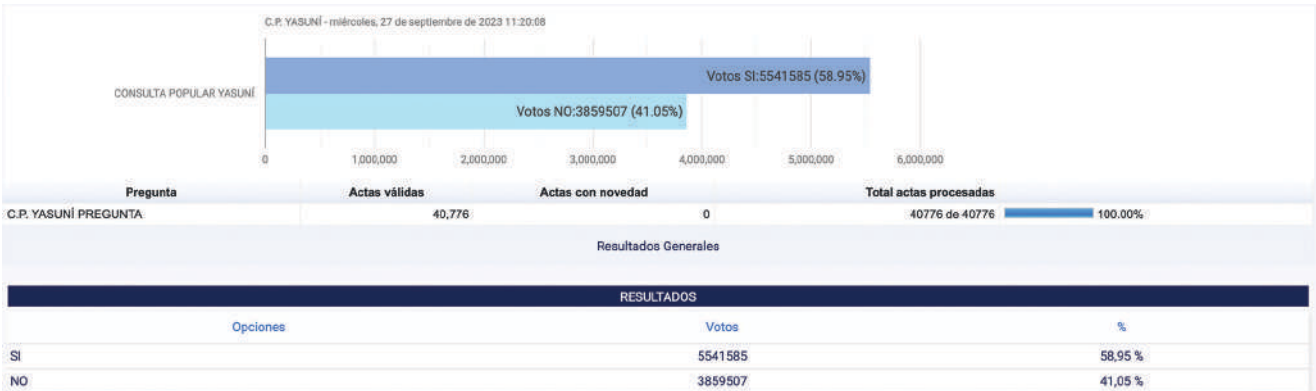 C.P. YASUNÍ - miércoles, 27 de septiembre de 2023 11:20:08
Votos SI:5541585 (58.95%)
CONSULTA POPULAR YASUNÍ
Votos NO:3859507 (41.05%)
0 1,000,000 2,000,000 3,000,000 4,000,000 5,000,000 6,000,000
Pregunta Actas válidas Actas con novedad Total actas procesadas
C.P. YASUNÍ PREGUNTA 40,776 0 40776 de 40776 100.00%
Resultados Generales
RESULTADOS
Opciones Votos %
SI 5541585 58,95 %
NO 3859507 41,05 %